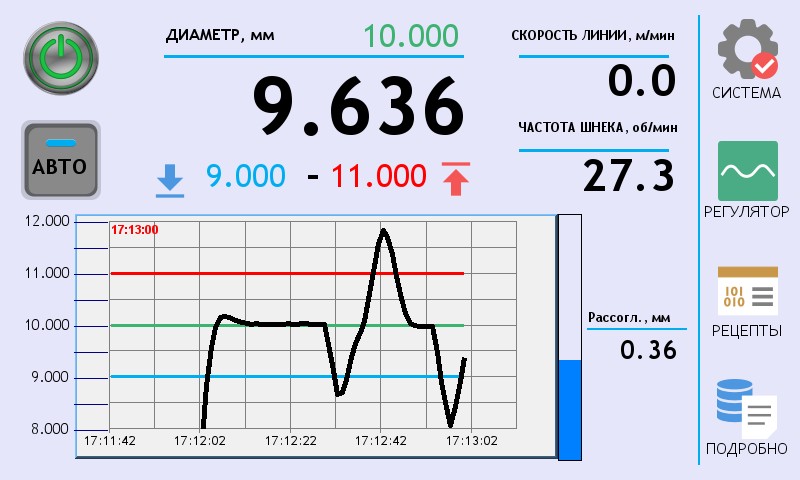 ДИАМЕТР, мм
10.000
9.636
9.000 - 11.000
АВТО
СКОРОСТЬ ЛИНИИ, м/мин
0.0
ЧАСТОТА ШНЕКА, об/мин
27.3
СИСТЕМА
РЕГУЛЯТОР
101
010
РЕЦЕПТЫ
ПОДРОБНО
12.000
11.000
10.000
9.000
8.000
17:13:00
17:11:42 17:12:02 17:12:22 17:12:42 17:13:02
Рассогл., мм
0.36